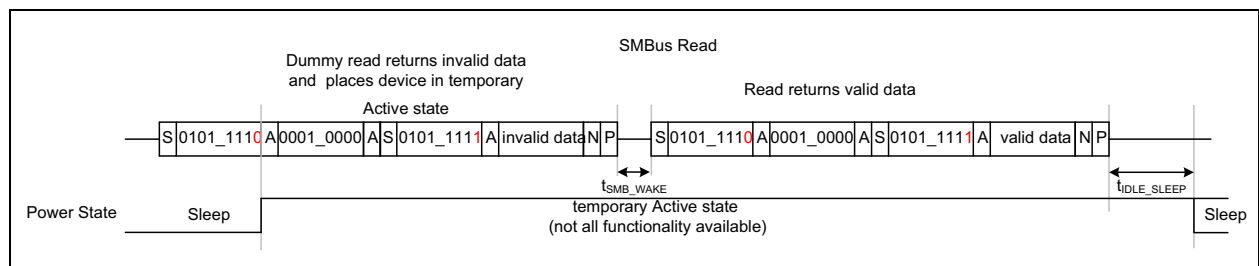 SMBus Read
Dummy read returns invalid data
and places device in temporary
Active state
Read returns valid data
S 0101_1110 A 0001_0000 A S 0101_1111 A invalid data N P
S 0101_1110 A 0001_0000 A S 0101_1111 A valid data N P
tSMB_WAKE
tIDLE_SLEEP
Power State
Sleep
temporary Active state
(not all functionality available)
Sleep